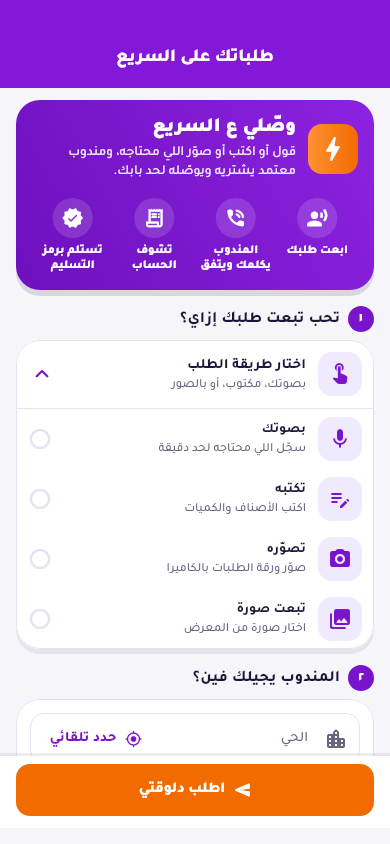 طلباتك على السريع
وصّلي ع السريع
قول أو اكتب أو صوّر اللي محتاجه، ومندوب
معتمد يشتريه ويوصّله لحد بابك.
ابعت طلبك
المندوب
يكلمك ويتفق
تشوف
الحساب
تستلم برمز
التسليم
١ تحب تبعت طلبك إزاي؟
اختار طريقة الطلب
بصوتك، مكتوب، أو بالصور
بصوتك
سجّل اللي محتاجه لحد دقيقة
تكتبه
اكتب الأصناف والكميات
تصوّره
صوّر ورقة الطلبات بالكاميرا
تبعت صورة
اختار صورة من المعرض
٢ المندوب يجيلك فين؟
الحي
حدد تلقائي
اطلب دلوقتي